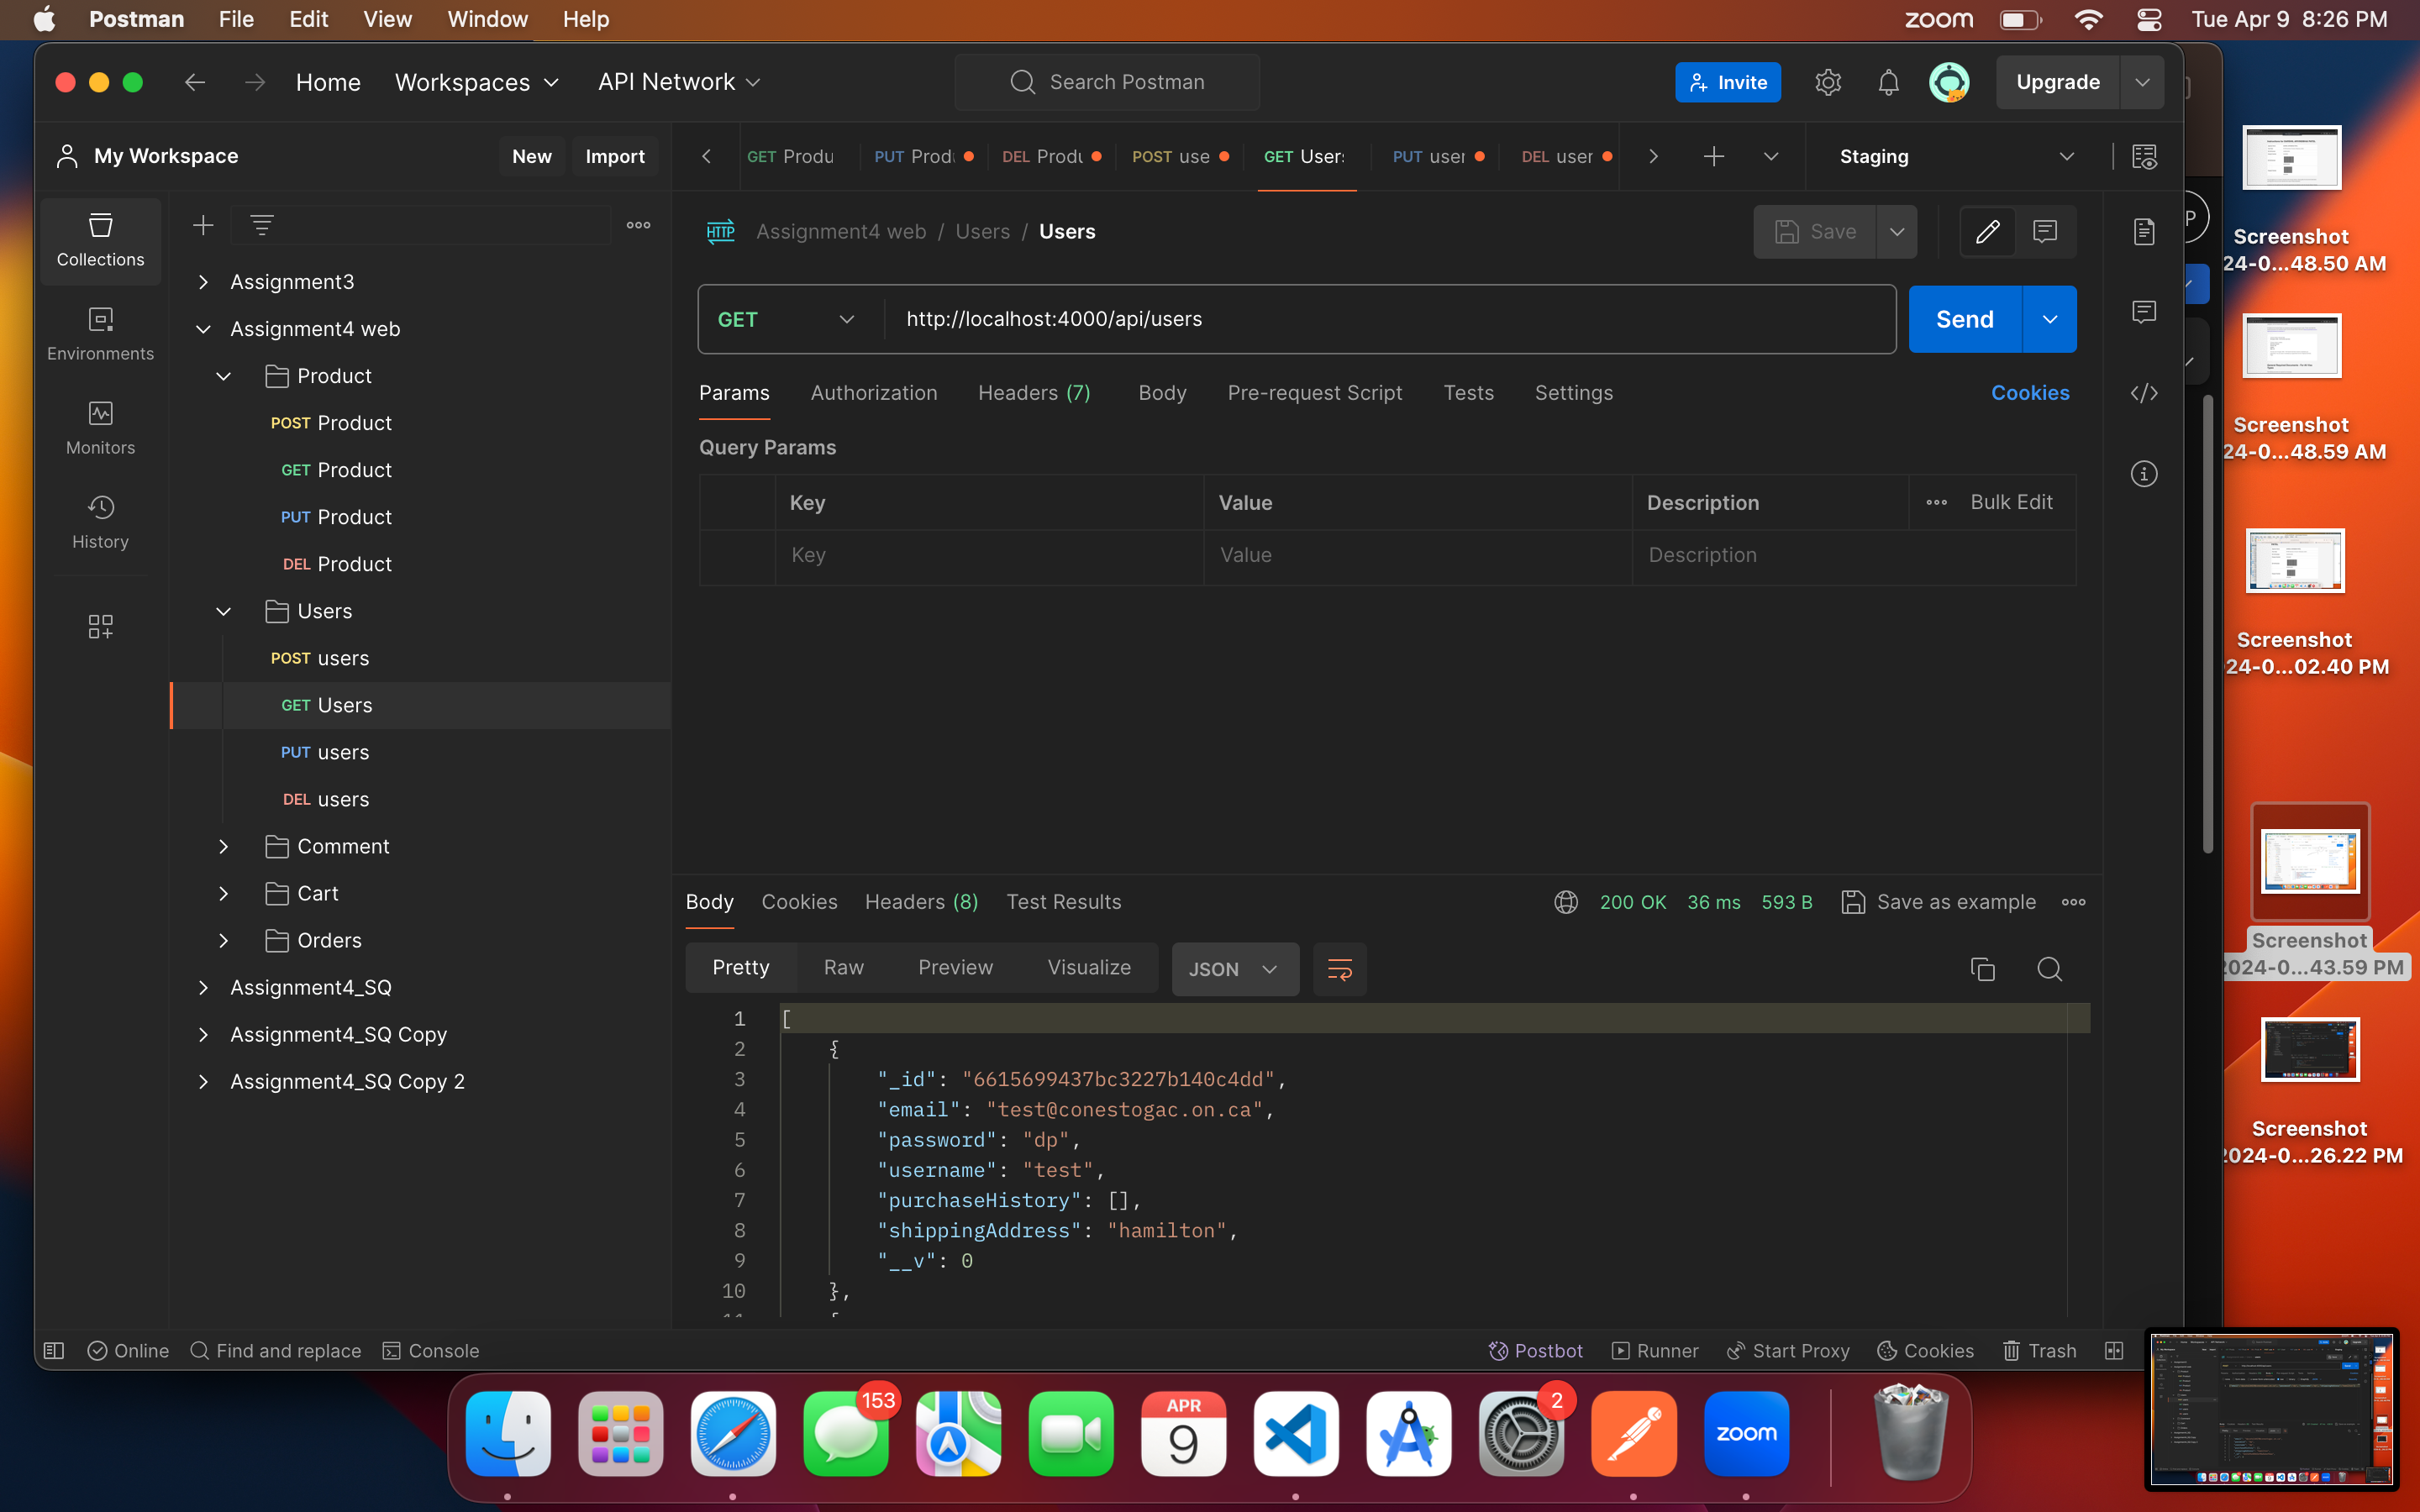 Postman File Edit View Window Help zoom Tue Apr 9 8:26 PM
Home Workspaces API Network Search Postman Invite Upgrade
My Workspace New Import GET Produ PUT Produ DEL Produ POST use GET User PUT user DEL user Staging
HTTP Assignment4 web / Users / Users Save
Collections
Environments
Monitors
History
Assignment3
Assignment4 web
Product
POST Product
GET Product
PUT Product
DEL Product
Users
POST users
GET Users
PUT users
DEL users
Comment
Cart
Orders
Assignment4_SQ
Assignment4_SQ Copy
Assignment4_SQ Copy 2
GET http://localhost:4000/api/users Send
Params Authorization Headers (7) Body Pre-request Script Tests Settings Cookies
Query Params
Key Value Description Bulk Edit
Key Value Description
Body Cookies Headers (8) Test Results 200 OK 36 ms 593 B Save as example
Pretty Raw Preview Visualize JSON
1 [
2 {
3 "_id": "6615699437bc3227b140c4dd",
4 "email": "test@conestogac.on.ca",
5 "password": "dp",
6 "username": "test",
7 "purchaseHistory": [],
8 "shippingAddress": "hamilton",
9 "__v": 0
10 },
Online Find and replace Console Postbot Runner Start Proxy Cookies Trash
P
Screenshot
24-0...48.50 AM
Screenshot
24-0...48.59 AM
Screenshot
24-0...02.40 PM
Screenshot
2024-0...43.59 PM
Screenshot
2024-0...26.22 PM
153
APR
9
2
zoom